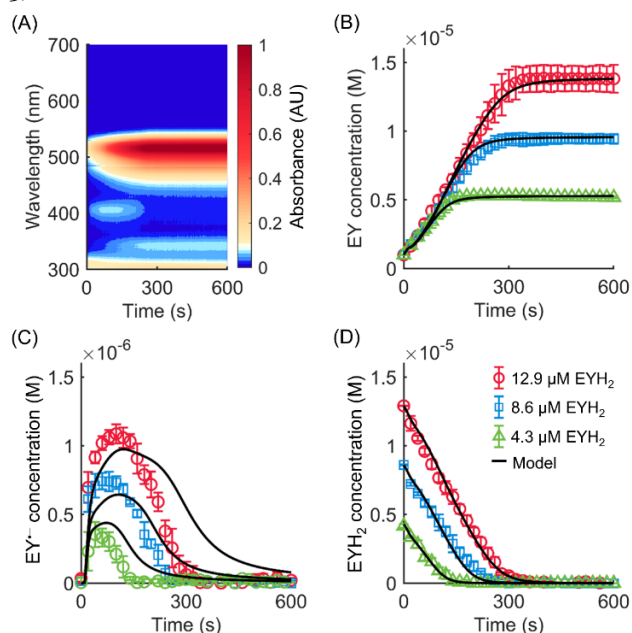 (A)
Wavelength (nm)
700
600
500
400
300
0
300
600
Time (s)
1
0.8
0.6
0.4
0.2
0
Absorbance (AU)
(B)
×10⁻⁵
EY concentration (M)
1.5
1
0.5
0
0
300
600
Time (s)
(C)
×10⁻⁶
EY•− concentration (M)
1.5
1
0.5
0
0
300
600
Time (s)
(D)
×10⁻⁵
EYH₂ concentration (M)
1.5
1
0.5
0
0
300
600
Time (s)
12.9 µM EYH₂
8.6 µM EYH₂
4.3 µM EYH₂
Model